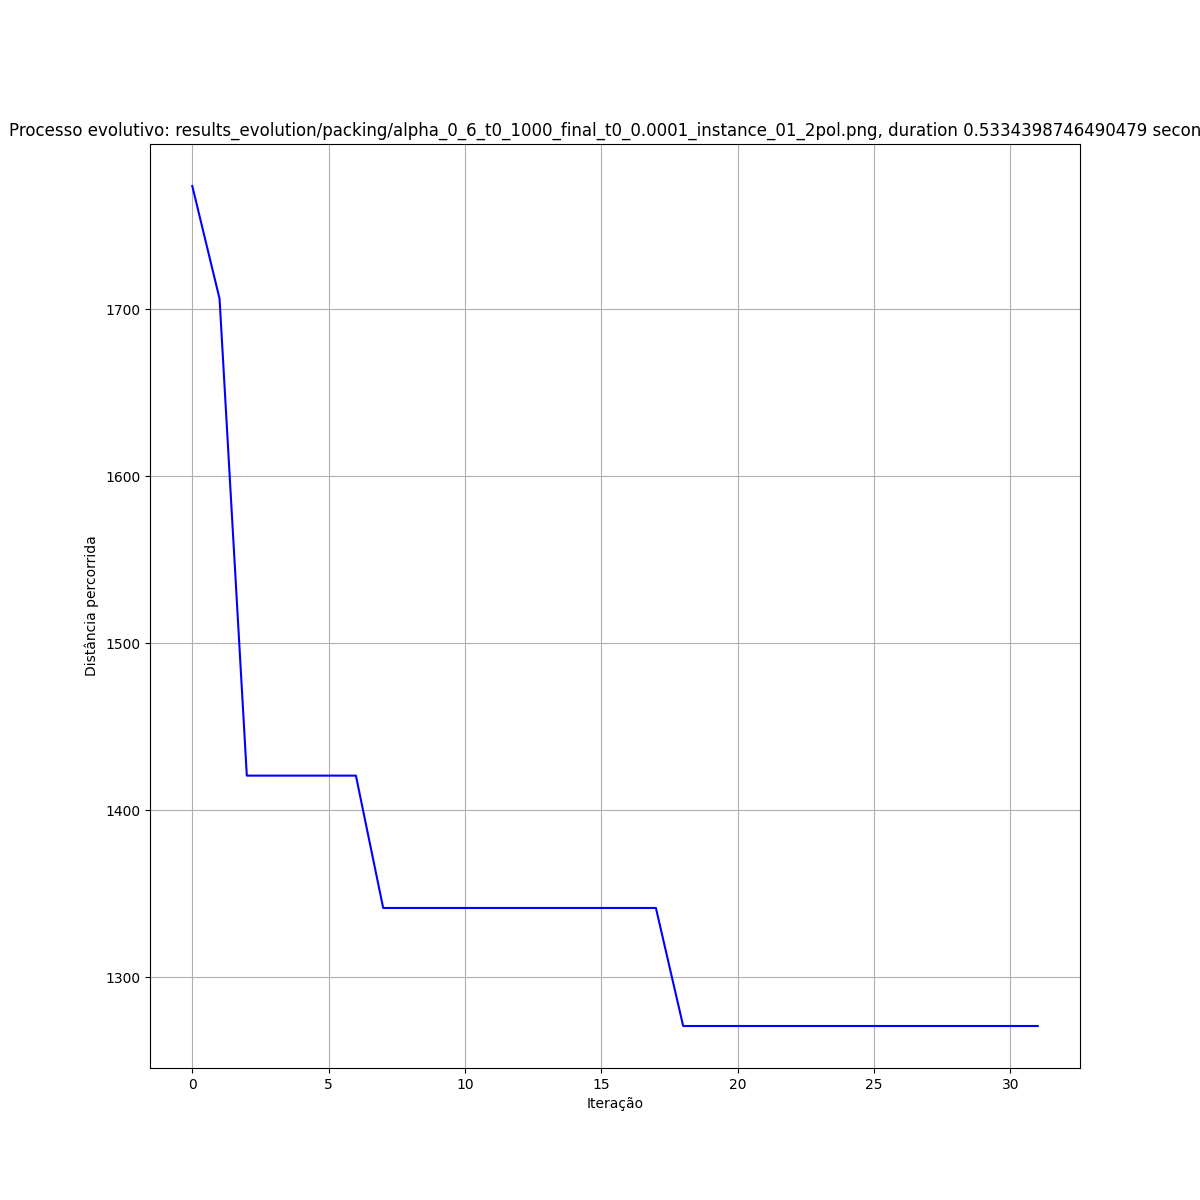 Processo evolutivo: results_evolution/packing/alpha_0_6_t0_1000_final_t0_0.0001_instance_01_2pol.png, duration 0.5334398746490479 secon
1700
1600
1500
1400
1300
Distância percorrida
0 5 10 15 20 25 30
Iteração